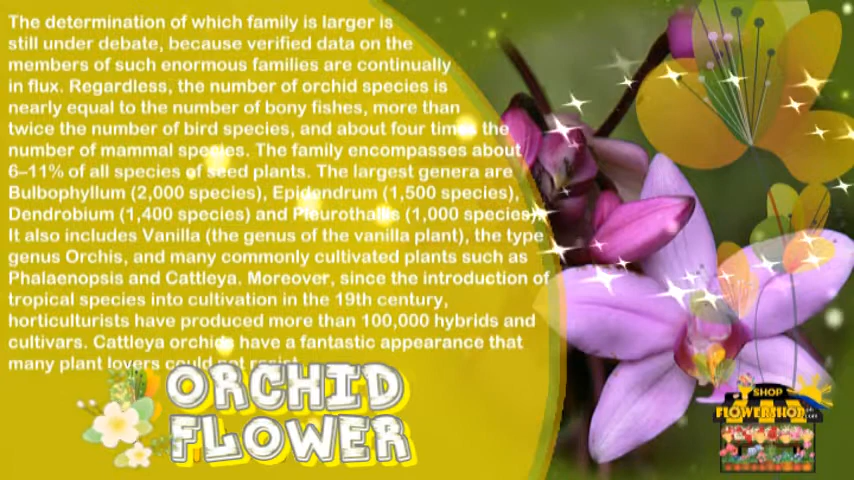 The determination of which family is larger is
still under debate, because verified data on the
members of such enormous families are continually
in flux. Regardless, the number of orchid species is
nearly equal to the number of bony fishes, more than
twice the number of bird species, and about four times the
number of mammal species. The family encompasses about
6–11% of all species of seed plants. The largest genera are
Bulbophyllum (2,000 species), Epidendrum (1,500 species),
Dendrobium (1,400 species) and Pleurothallis (1,000 species).
It also includes Vanilla (the genus of the vanilla plant), the type
genus Orchis, and many commonly cultivated plants such as
Phalaenopsis and Cattleya. Moreover, since the introduction of
tropical species into cultivation in the 19th century,
horticulturists have produced more than 100,000 hybrids and
cultivars. Cattleya orchids have a fantastic appearance that
many plant lovers could not resist.
ORCHID
FLOWER
SHOP
FLOWERSHOP